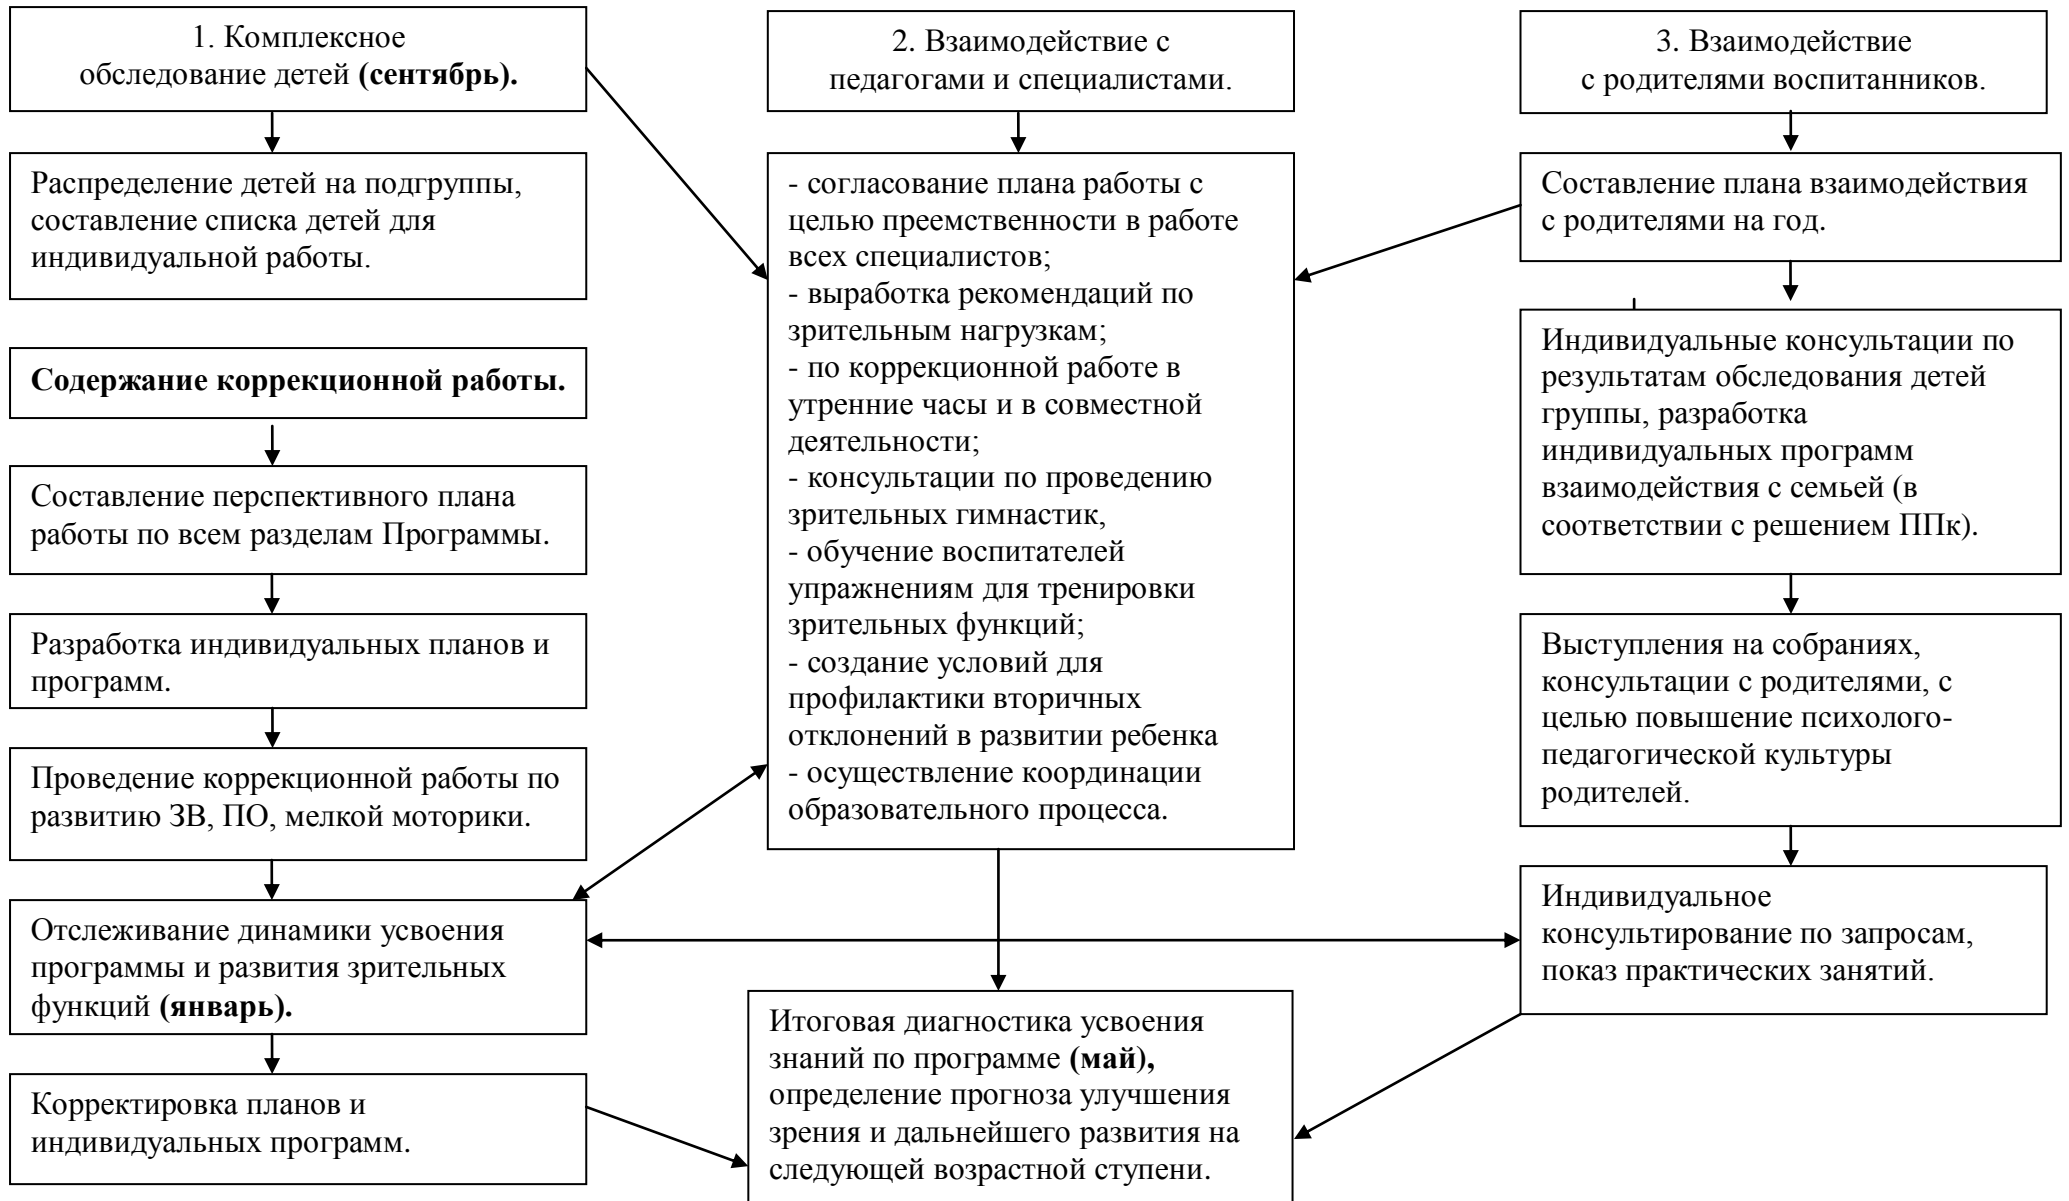 1. Комплексное
обследование детей (сентябрь).
Распределение детей на подгруппы,
составление списка детей для
индивидуальной работы.
Содержание коррекционной работы.
Составление перспективного плана
работы по всем разделам Программы.
Разработка индивидуальных планов и
программ.
Проведение коррекционной работы по
развитию ЗВ, ПО, мелкой моторики.
Отслеживание динамики усвоения
программы и развития зрительных
функций (январь).
Корректировка планов и
индивидуальных программ.
2. Взаимодействие с
педагогами и специалистами.
- согласование плана работы с
целью преемственности в работе
всех специалистов;
- выработка рекомендаций по
зрительным нагрузкам;
- по коррекционной работе в
утренние часы и в совместной
деятельности;
- консультации по проведению
зрительных гимнастик,
- обучение воспитателей
упражнениям для тренировки
зрительных функций;
- создание условий для
профилактики вторичных
отклонений в развитии ребенка
- осуществление координации
образовательного процесса.
Итоговая диагностика усвоения
знаний по программе (май),
определение прогноза улучшения
зрения и дальнейшего развития на
следующей возрастной ступени.
3. Взаимодействие
с родителями воспитанников.
Составление плана взаимодействия
с родителями на год.
Индивидуальные консультации по
результатам обследования детей
группы, разработка
индивидуальных программ
взаимодействия с семьей (в
соответствии с решением ППк).
Выступления на собраниях,
консультации с родителями, с
целью повышение психолого-
педагогической культуры
родителей.
Индивидуальное
консультирование по запросам,
показ практических занятий.